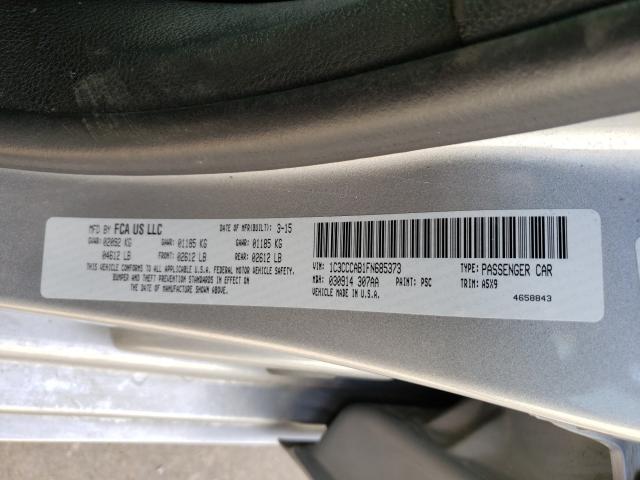 MFD BY FCA US LLC DATE OF MFR(BUILT): 3-15
GVWR: 02092 KG GAWR: 01185 KG GAWR: 01185 KG
04612 LB FRONT: 02612 LB REAR: 02612 LB
THIS VEHICLE CONFORMS TO ALL APPLICABLE U.S.A. FEDERAL MOTOR VEHICLE SAFETY,
BUMPER AND THEFT PREVENTION STANDARDS IN EFFECT ON
THE DATE OF MANUFACTURE SHOWN ABOVE.
VIN: 1C3CCCAB1FN685373 TYPE: PASSENGER CAR
MDH: 030914 307AA PAINT: PSC TRIM: A5X9
VEHICLE MADE IN U.S.A. 4658843